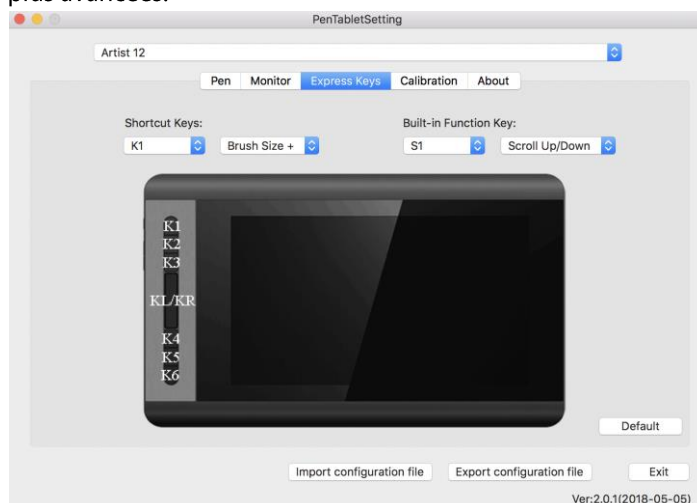 plus avancées.
PenTabletSetting
Artist 12
Pen Monitor Express Keys Calibration About
Shortcut Keys: Built-in Function Key:
K1 Brush Size + S1 Scroll Up/Down
K1
K2
K3
KL/KR
K4
K5
K6
Default
Import configuration file Export configuration file Exit
Ver:2.0.1(2018-05-05)